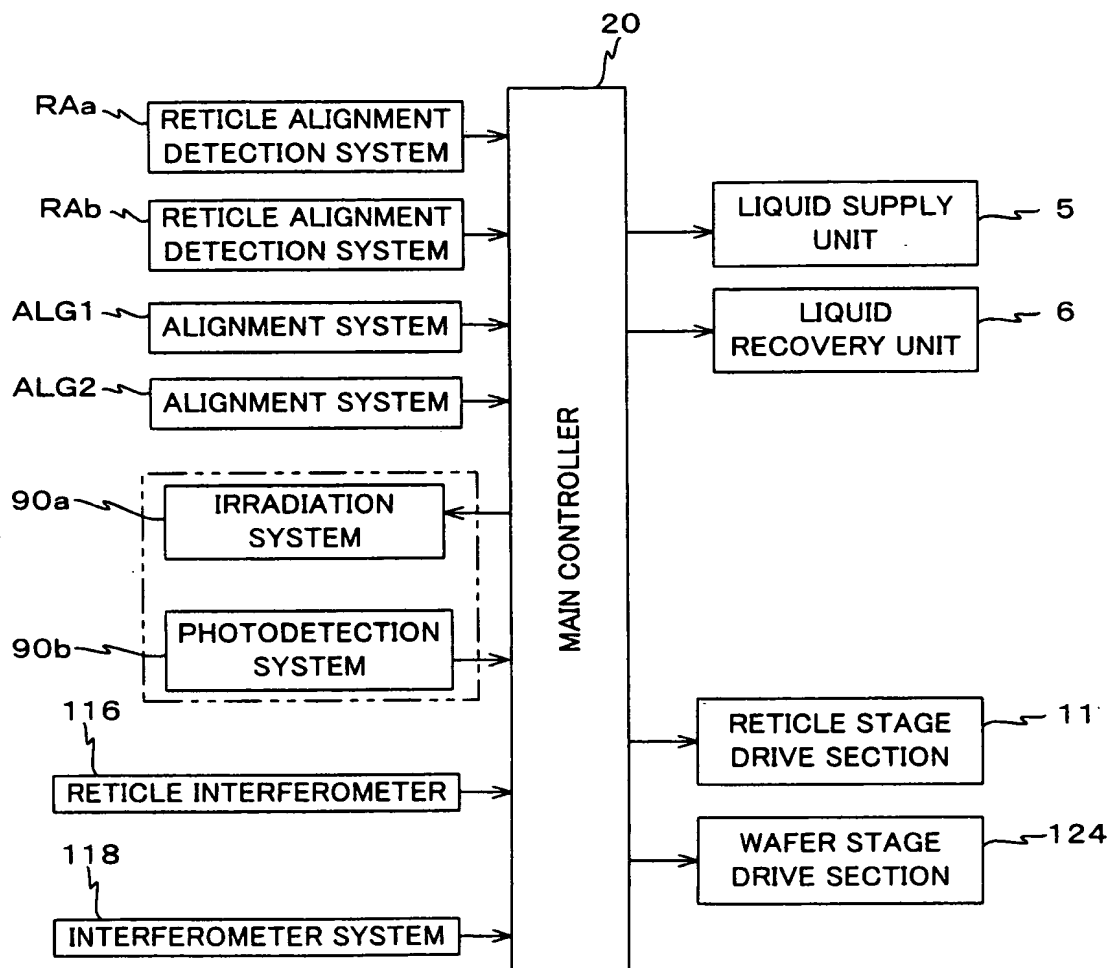 20
RAa
RETICLE ALIGNMENT
DETECTION SYSTEM
RAb
RETICLE ALIGNMENT
DETECTION SYSTEM
ALG1
ALIGNMENT SYSTEM
ALG2
ALIGNMENT SYSTEM
90a
IRRADIATION
SYSTEM
90b
PHOTODETECTION
SYSTEM
116
RETICLE INTERFEROMETER
118
INTERFEROMETER SYSTEM
MAIN CONTROLLER
LIQUID SUPPLY
UNIT
5
LIQUID
RECOVERY UNIT
6
RETICLE STAGE
DRIVE SECTION
11
WAFER STAGE
DRIVE SECTION
124